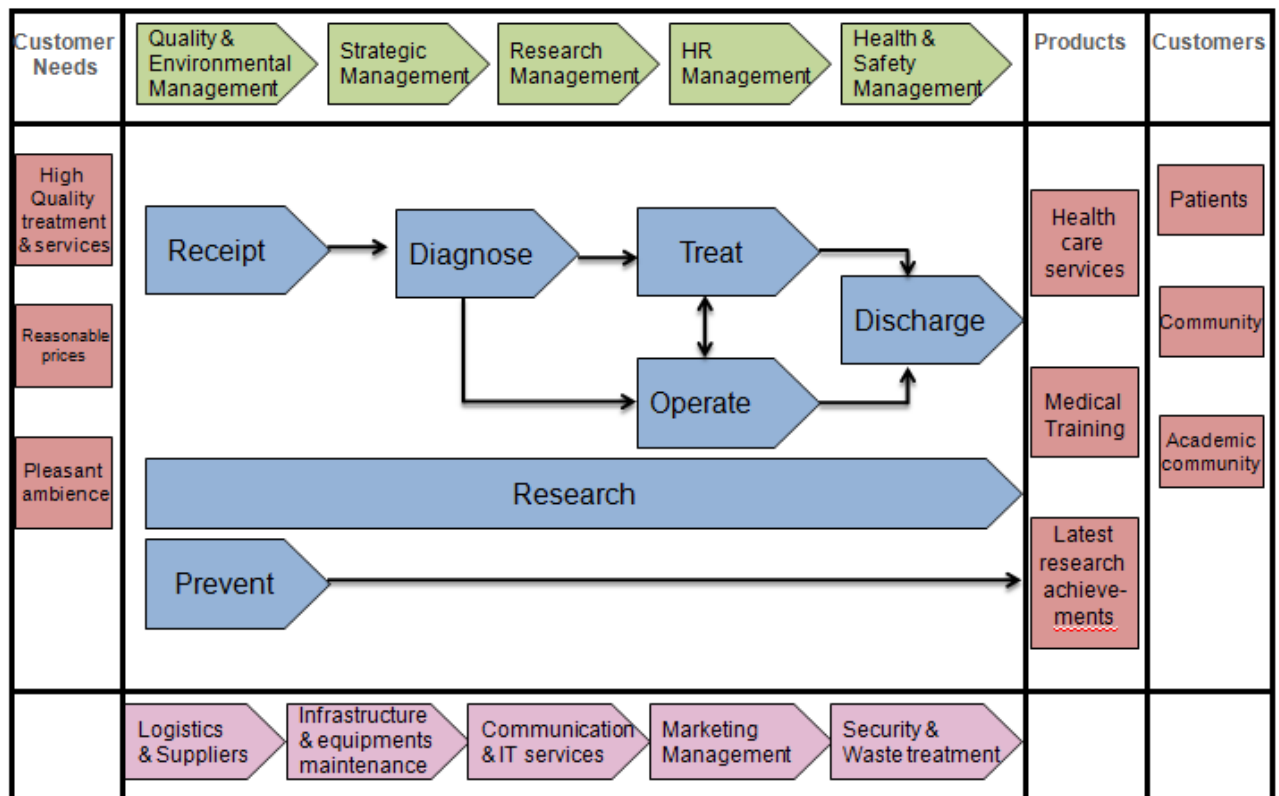 Customer
Needs
Quality &
Environmental
Management
Strategic
Management
Research
Management
HR
Management
Health &
Safety
Management
Products
Customers
High
Quality
treatment
& services
Reasonable
prices
Pleasant
ambience
Receipt
Diagnose
Treat
Discharge
Operate
Research
Prevent
Health
care
services
Medical
Training
Latest
research
achieve-
ments
Patients
Community
Academic
community
Logistics
& Suppliers
Infrastructure
& equipments
maintenance
Communication
& IT services
Marketing
Management
Security &
Waste treatment